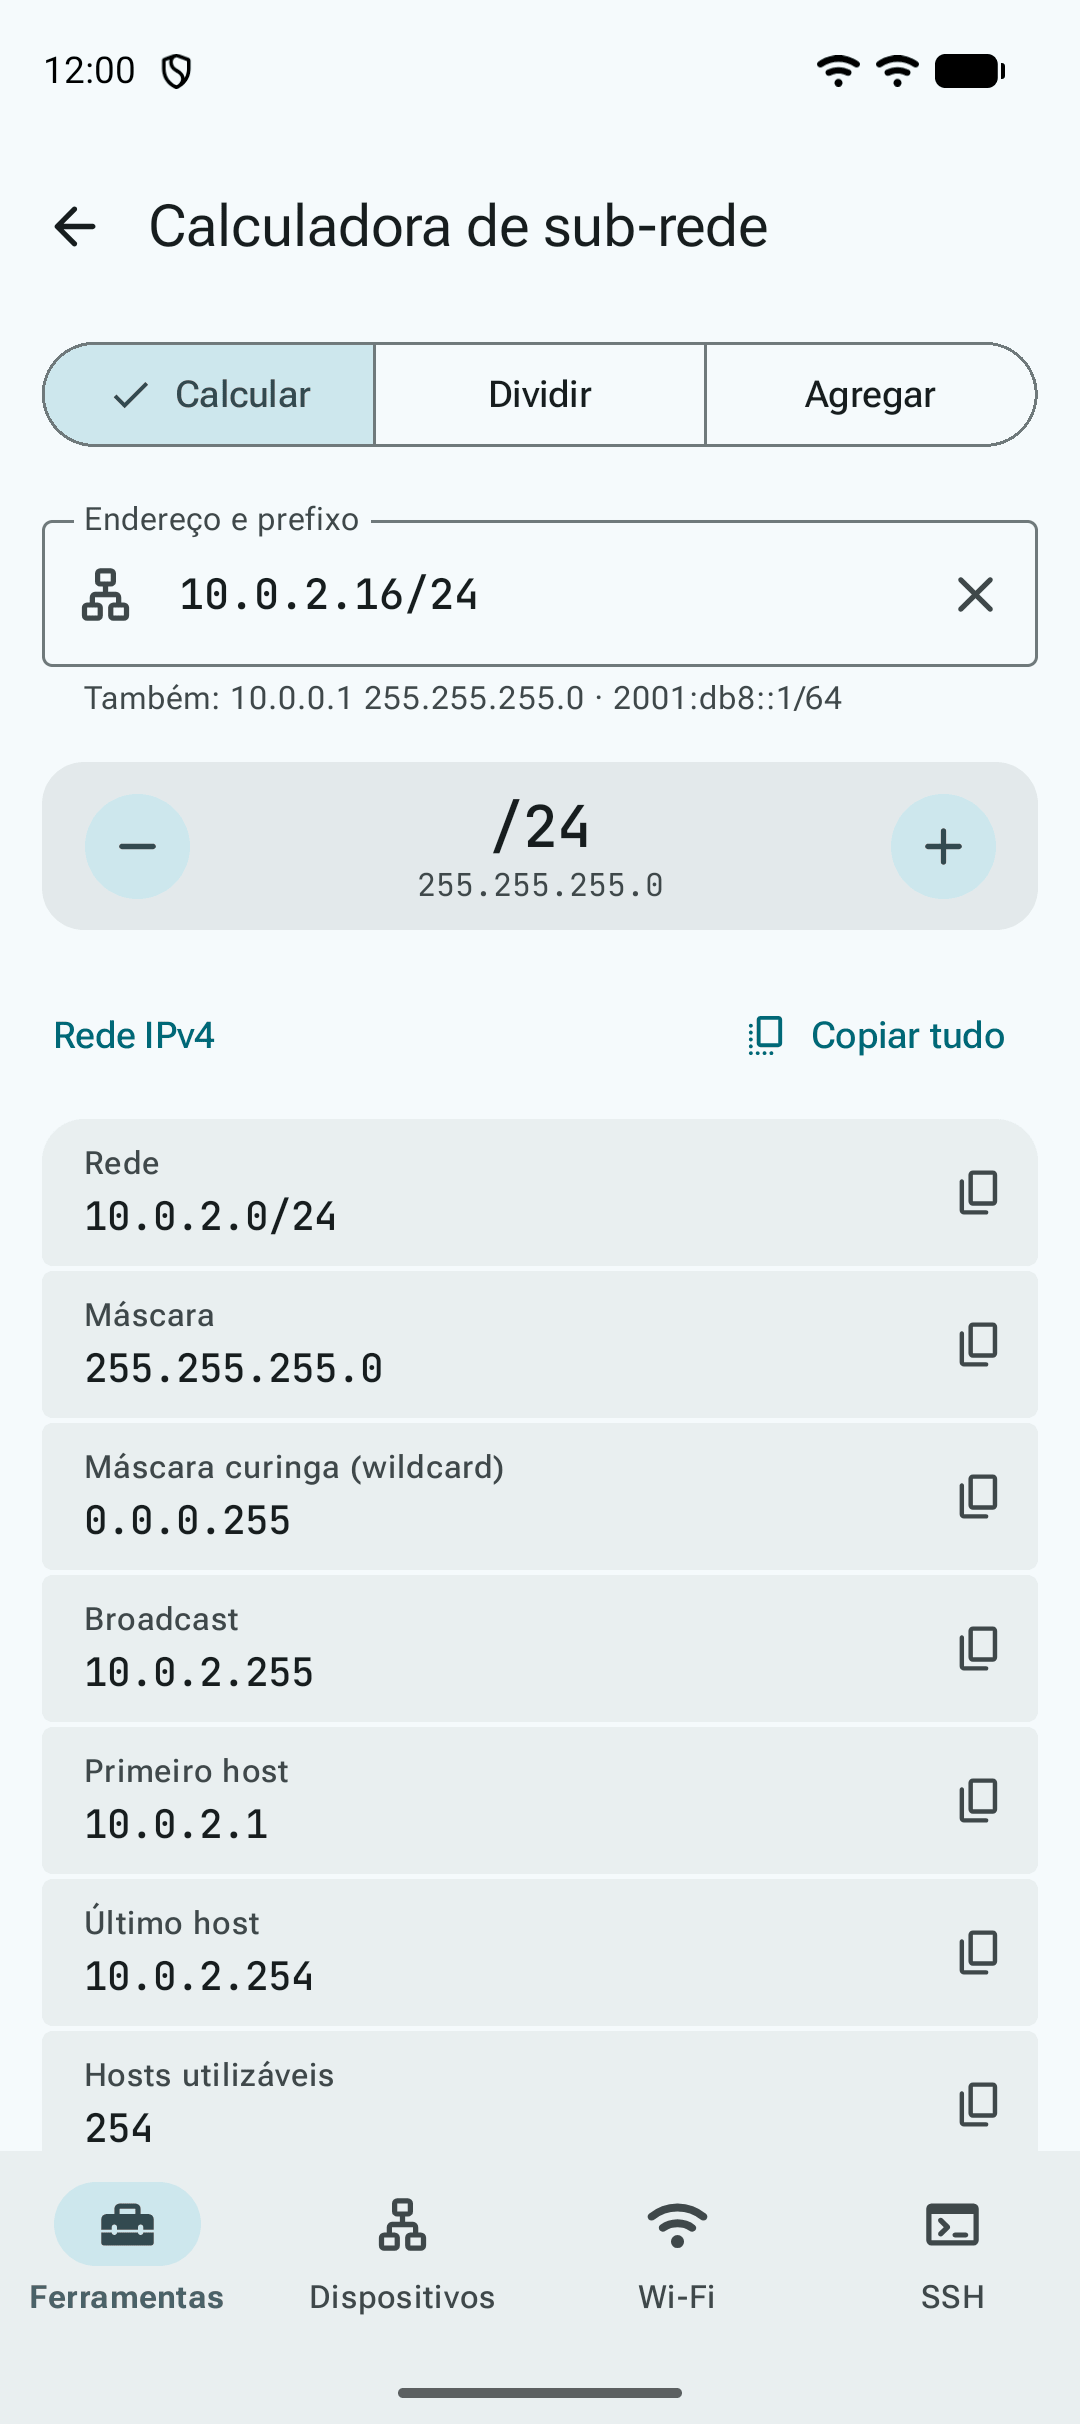 12:00
Calculadora de sub-rede
Calcular
Dividir
Agregar
Endereço e prefixo
10.0.2.16/24
Também: 10.0.0.1 255.255.255.0 · 2001:db8::1/64
/24
255.255.255.0
Rede IPv4
Copiar tudo
Rede
10.0.2.0/24
Máscara
255.255.255.0
Máscara curinga (wildcard)
0.0.0.255
Broadcast
10.0.2.255
Primeiro host
10.0.2.1
Último host
10.0.2.254
Hosts utilizáveis
254
Ferramentas
Dispositivos
Wi-Fi
SSH